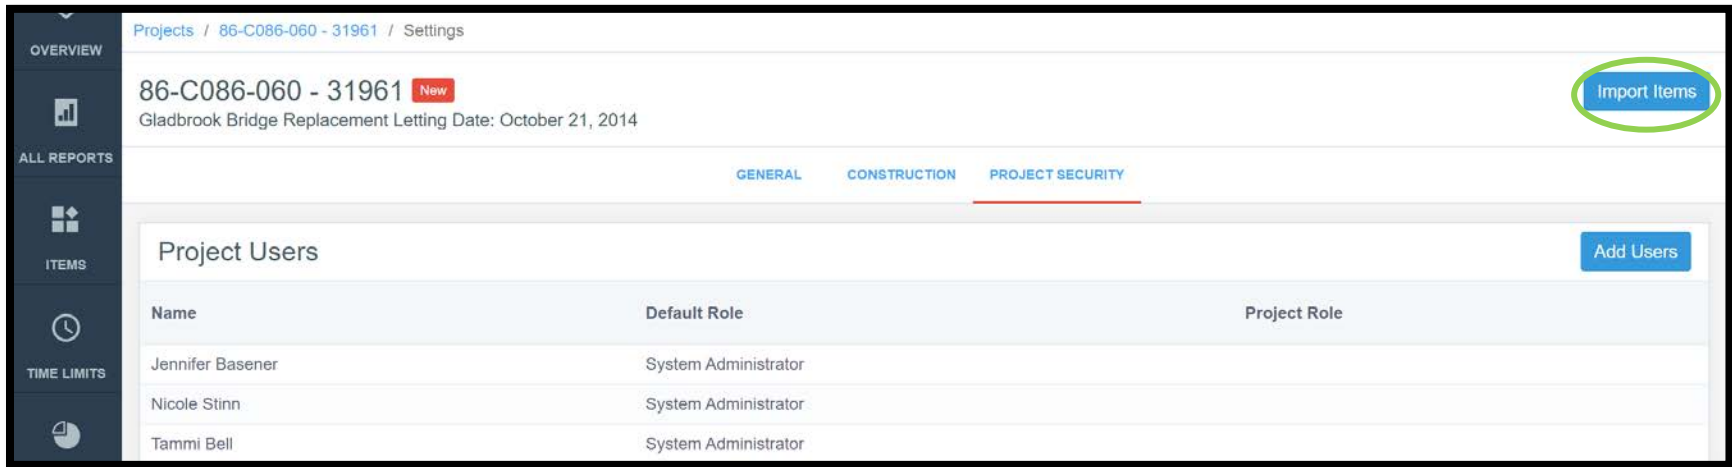 OVERVIEW
ALL REPORTS
ITEMS
TIME LIMITS
Projects / 86-C086-060 - 31961 / Settings
86-C086-060 - 31961 New
Gladbrook Bridge Replacement Letting Date: October 21, 2014
Import Items
GENERAL CONSTRUCTION PROJECT SECURITY
Project Users
Add Users
Name Default Role Project Role
Jennifer Basener System Administrator
Nicole Stinn System Administrator
Tammi Bell System Administrator